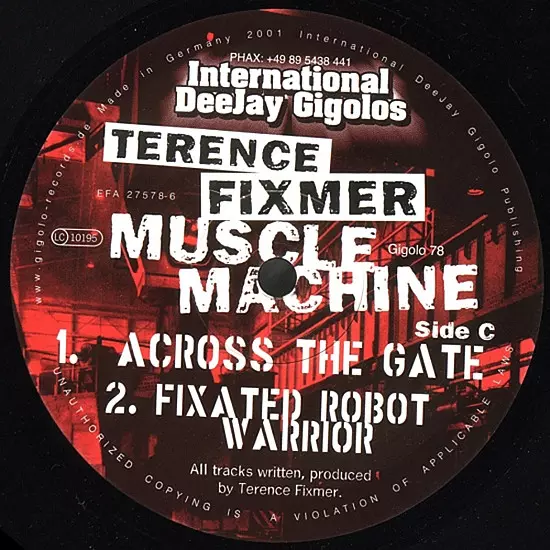 www.gigolo-records.de Made in Germany 2001 International DeeJay Gigolo Publishing
PHAX: +49 89 5438 441
International
DeeJay Gigolos
TERENCE
FIXMER
EFA 27578-6
LC 10195
MUSCLE
Gigolo 78
MACHINE
Side C
1. ACROSS THE GATE
2. FIXATED ROBOT
WARRIOR
All tracks written, produced
by Terence Fixmer.
UNAUTHORIZED COPYING IS A VIOLATION OF APPLICABLE LAWS